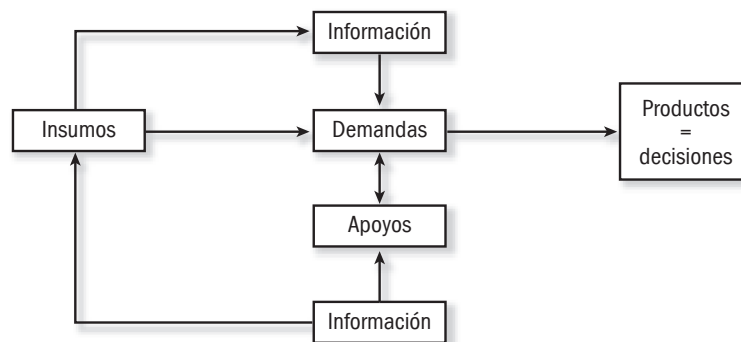 Información
Insumos
Demandas
Productos
=
decisiones
Apoyos
Información